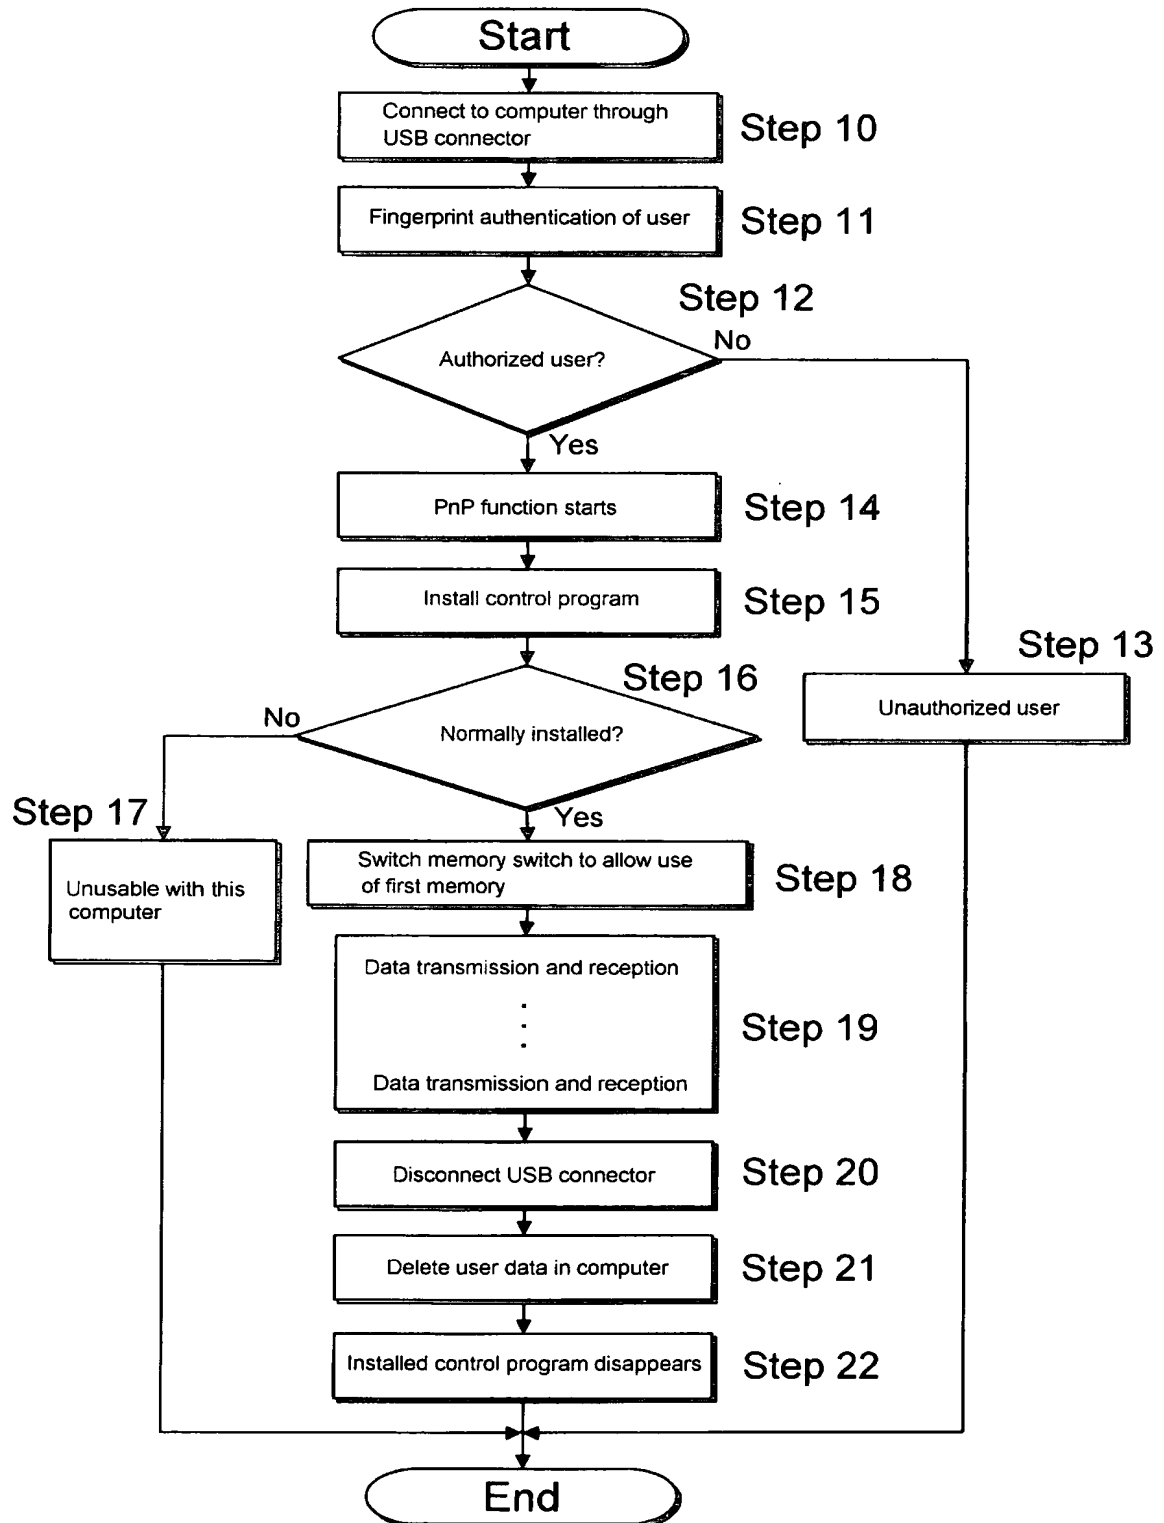 Start
Connect to computer through
USB connector
Step 10
Fingerprint authentication of user
Step 11
Step 12
Authorized user?
No
Yes
PnP function starts
Step 14
Install control program
Step 15
Step 13
Unauthorized user
Step 16
Normally installed?
No
Yes
Step 17
Unusable with this
computer
Switch memory switch to allow use
of first memory
Step 18
Data transmission and reception
.
.
.
Data transmission and reception
Step 19
Disconnect USB connector
Step 20
Delete user data in computer
Step 21
Installed control program disappears
Step 22
End